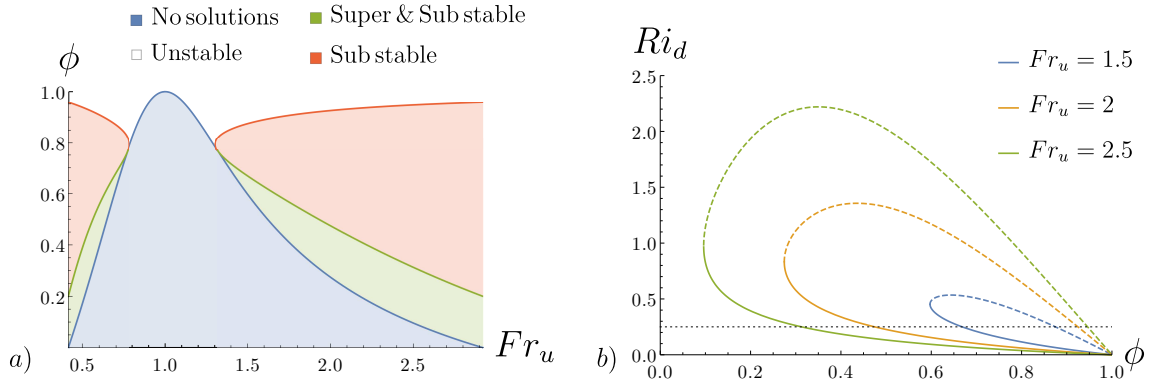 No solutions
Super & Sub stable
Unstable
Sub stable
ϕ
1.0
0.8
0.6
0.4
0.2
0.5
1.0
1.5
2.0
2.5
Fr_u
a)
Ri_d
Fr_u = 1.5
Fr_u = 2
Fr_u = 2.5
2.5
2.0
1.5
1.0
0.5
0.0
0.0
0.2
0.4
0.6
0.8
1.0
ϕ
b)